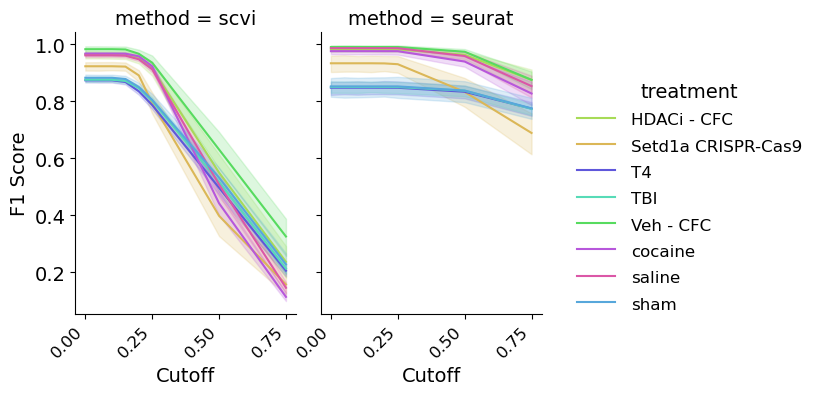 method = scvi
method = seurat
1.0
0.8
0.6
0.4
0.2
F1 Score
0.00
0.25
0.50
0.75
Cutoff
0.00
0.25
0.50
0.75
Cutoff
treatment
HDACi - CFC
Setd1a CRISPR-Cas9
T4
TBI
Veh - CFC
cocaine
saline
sham